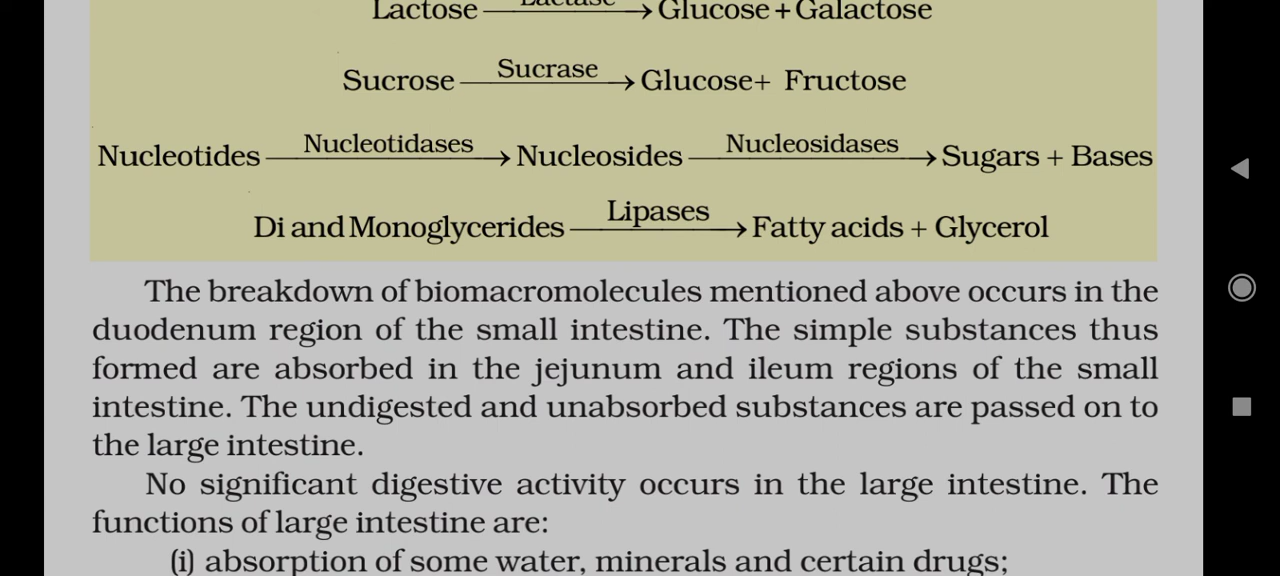 Lactose Lactase → Glucose + Galactose
Sucrose Sucrase → Glucose+ Fructose
Nucleotides Nucleotidases → Nucleosides Nucleosidases → Sugars + Bases
Di and Monoglycerides Lipases → Fatty acids + Glycerol
The breakdown of biomacromolecules mentioned above occurs in the
duodenum region of the small intestine. The simple substances thus
formed are absorbed in the jejunum and ileum regions of the small
intestine. The undigested and unabsorbed substances are passed on to
the large intestine.
No significant digestive activity occurs in the large intestine. The
functions of large intestine are:
(i) absorption of some water, minerals and certain drugs;